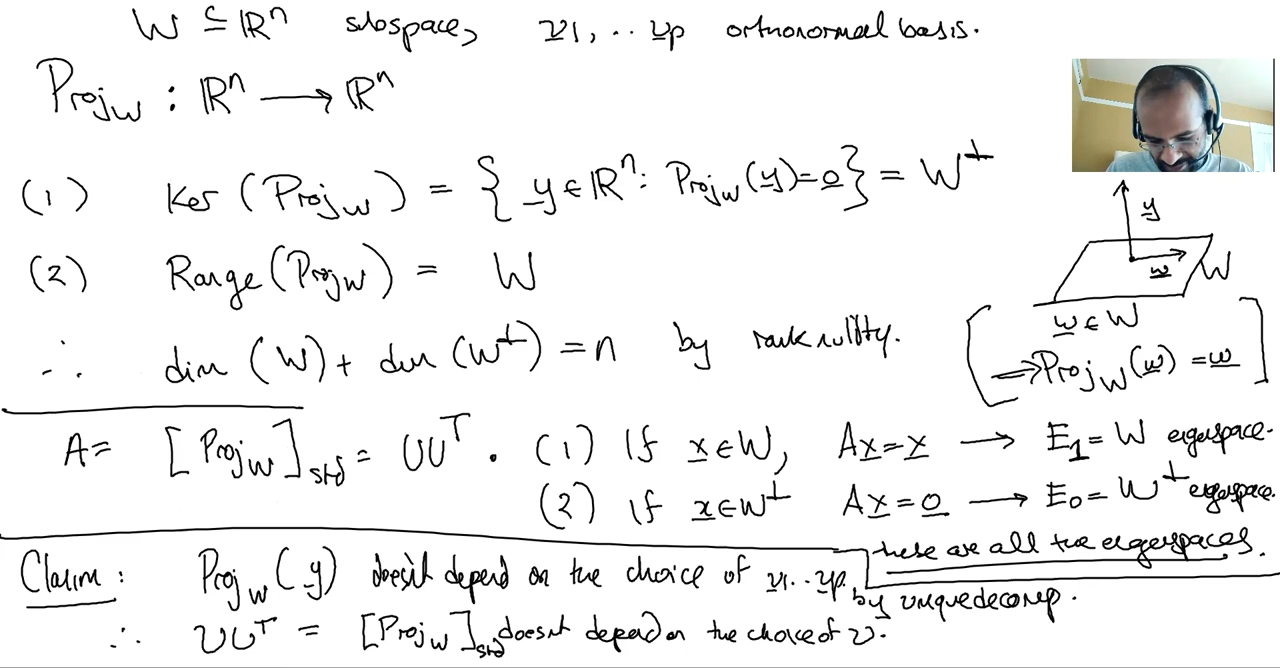 W ⊆ ℝⁿ subspace, v1, .. vp orthonormal basis.
Proj_W : ℝⁿ ⟶ ℝⁿ
(1) Ker (Proj_W) = { y ∈ ℝⁿ : Proj_W (y) = 0 } = W^⊥
(2) Range (Proj_W) = W
∴ dim (W) + dim (W^⊥) = n by rank nullity.
y
w
W
w ∈ W
⟹ Proj_W (w) = w
A = [Proj_W]_std = UU^T . (1) If x ∈ W, Ax = x ⟶ E_1 = W eigenspace.
(2) If x ∈ W^⊥ Ax = 0 ⟶ E_0 = W^⊥ eigenspace.
these are all the eigenspaces.
Claim : Proj_W (y) doesn't depend on the choice of v1 .. vp. by unique decomp.
∴ UU^T = [Proj_W]_std doesn't depend on the choice of U.